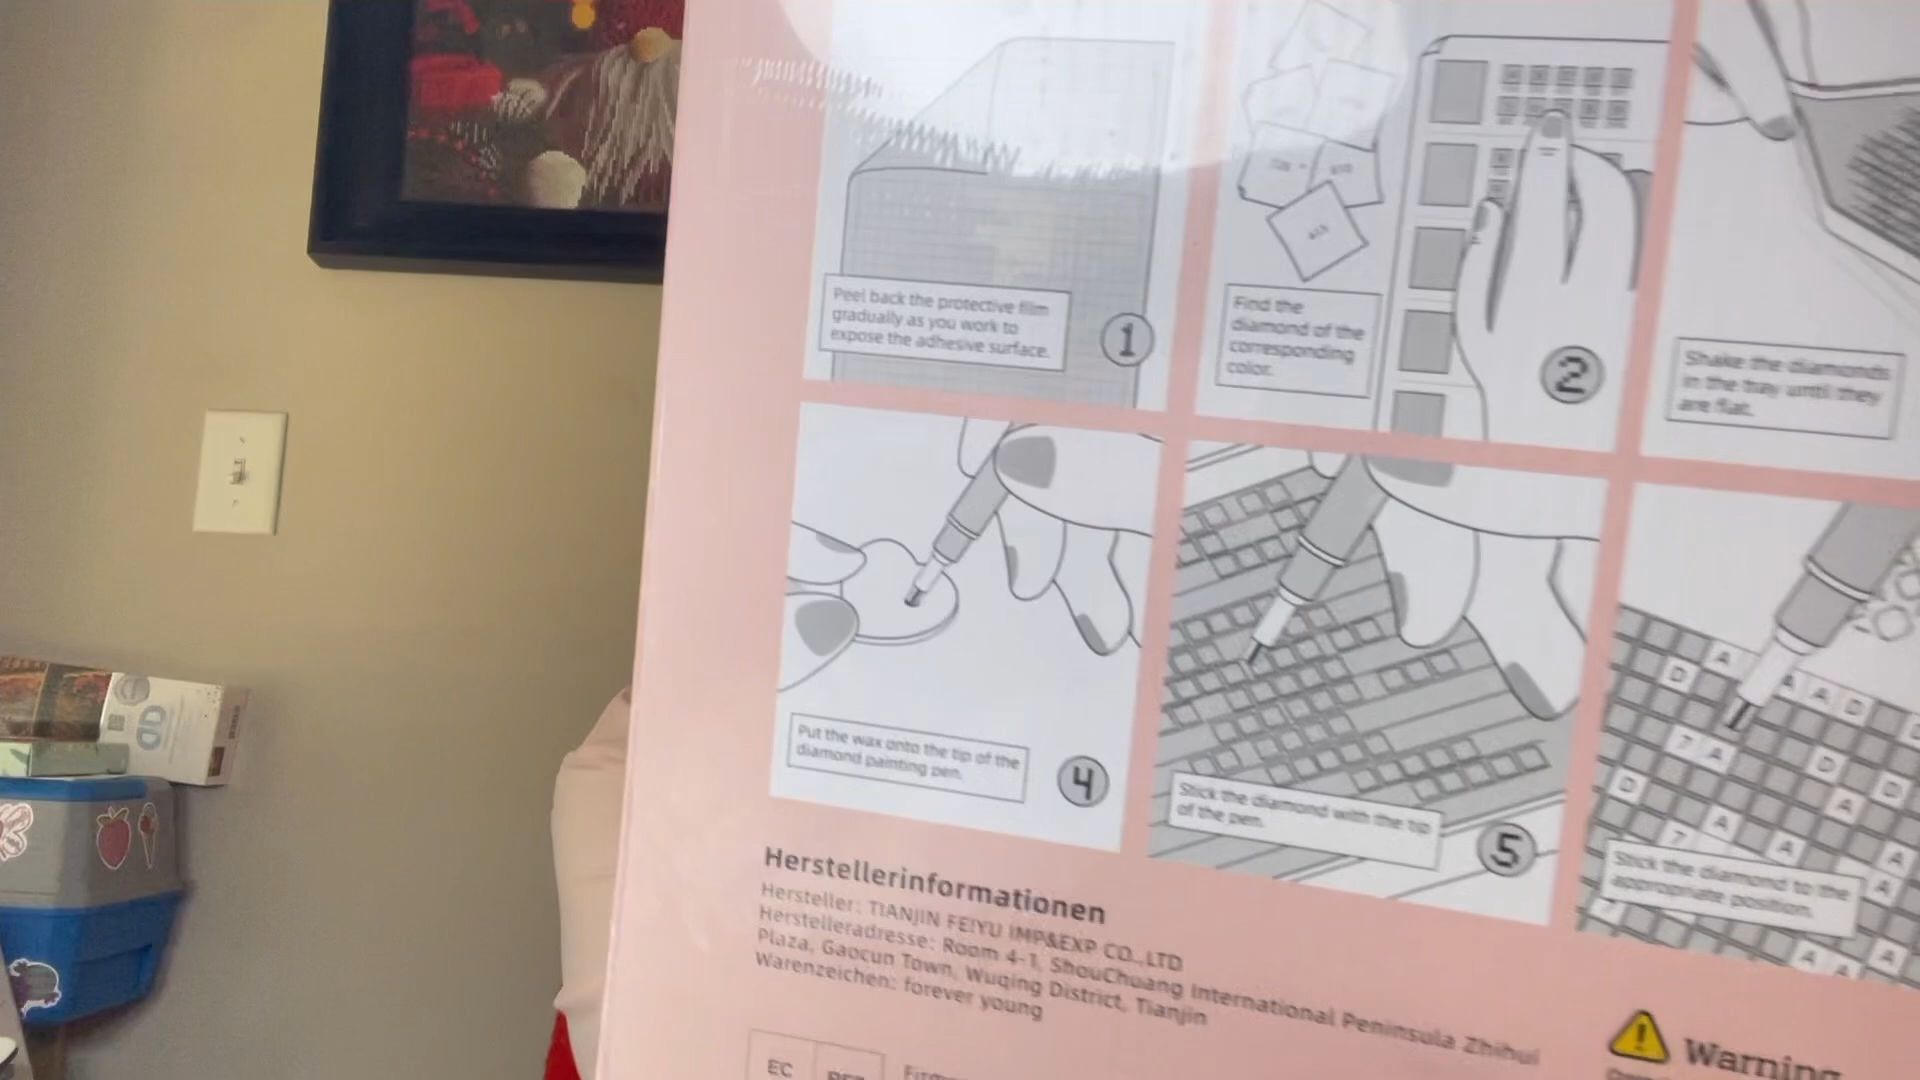 Peel back the protective film
gradually as you work to
expose the adhesive surface.
1
Find the
diamond of the
corresponding
color.
2
Shake the diamonds
in the tray until they
are flat.
Put the wax onto the tip of the
diamond painting pen.
4
Stick the diamond with the tip
of the pen.
5
Stick the diamond to the
appropriate position.
Herstellerinformationen
Hersteller: TIANJIN FEIYU IMP&EXP CO.,LTD
Herstelleradresse: Room 4-1, ShouChuang International Peninsula Zhihui
Plaza, Gaocun Town, Wuqing District, Tianjin
Warenzeichen: forever young
EC
Warning